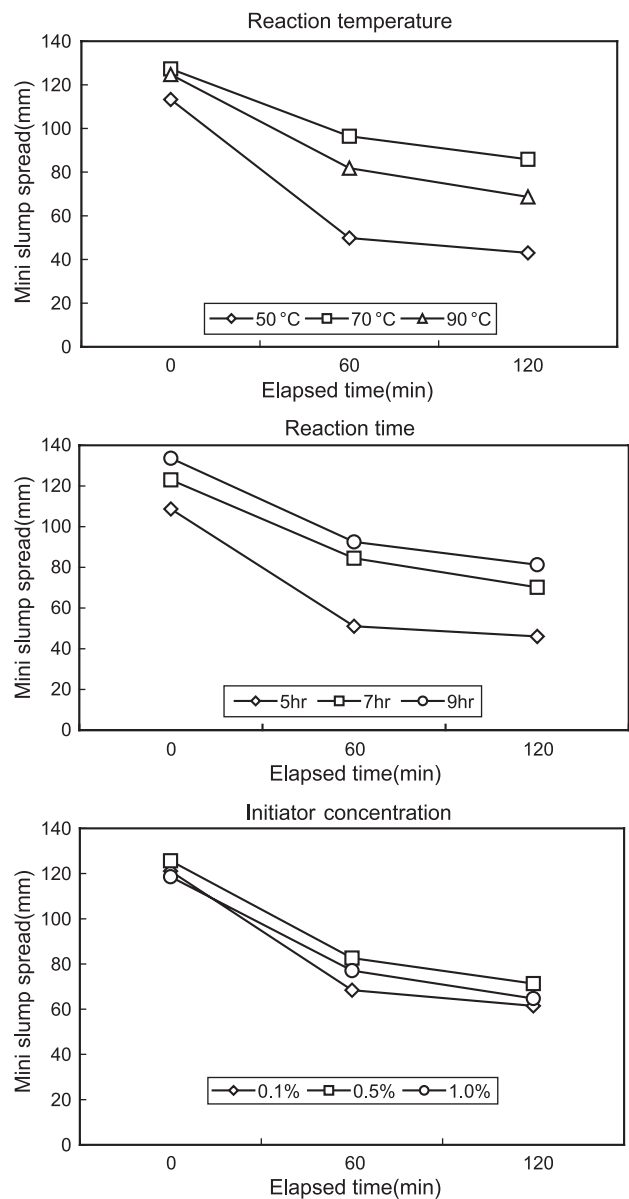 Reaction temperature
140
120
100
80
60
40
20
0
Mini slump spread(mm)
50 °C 70 °C 90 °C
0 60 120
Elapsed time(min)
Reaction time
140
120
100
80
60
40
20
0
Mini slump spread(mm)
5hr 7hr 9hr
0 60 120
Elapsed time(min)
Initiator concentration
140
120
100
80
60
40
20
0
Mini slump spread(mm)
0.1% 0.5% 1.0%
0 60 120
Elapsed time(min)